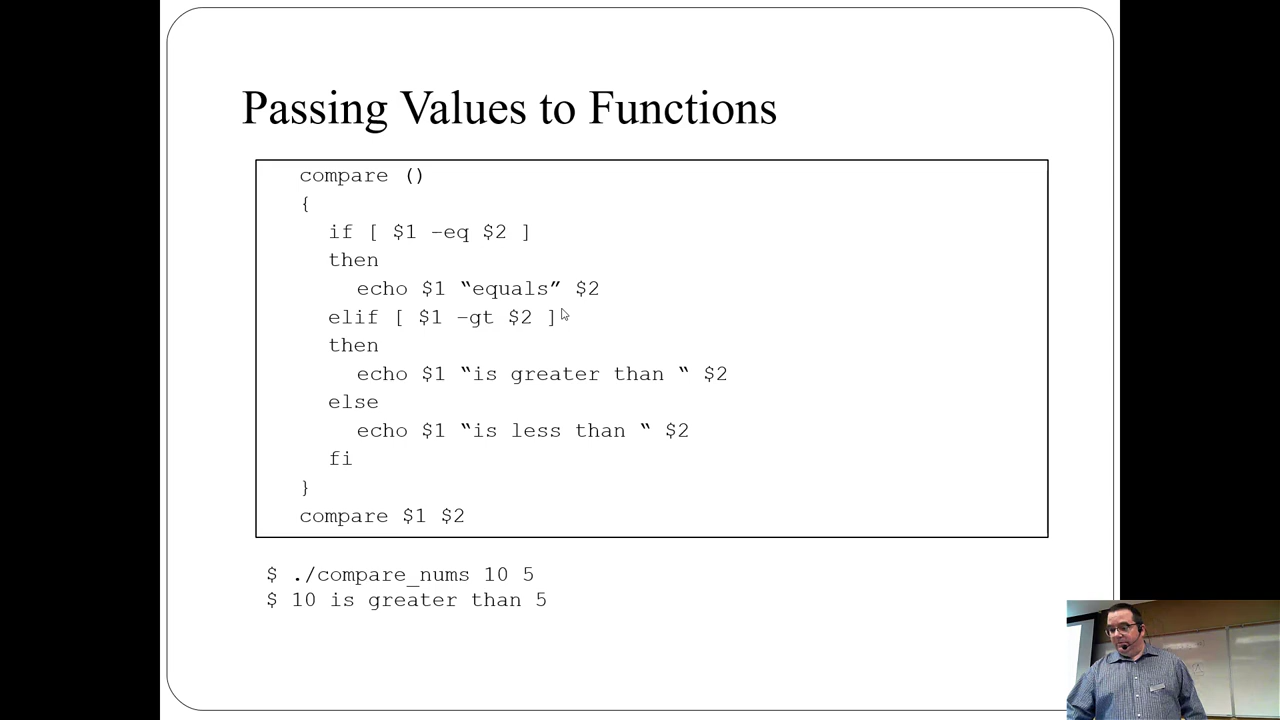 Passing Values to Functions
compare ()
{
if [ $1 –eq $2 ]
then
echo $1 “equals” $2
elif [ $1 –gt $2 ]
then
echo $1 “is greater than “ $2
else
echo $1 “is less than “ $2
fi
}
compare $1 $2
$ ./compare_nums 10 5
$ 10 is greater than 5